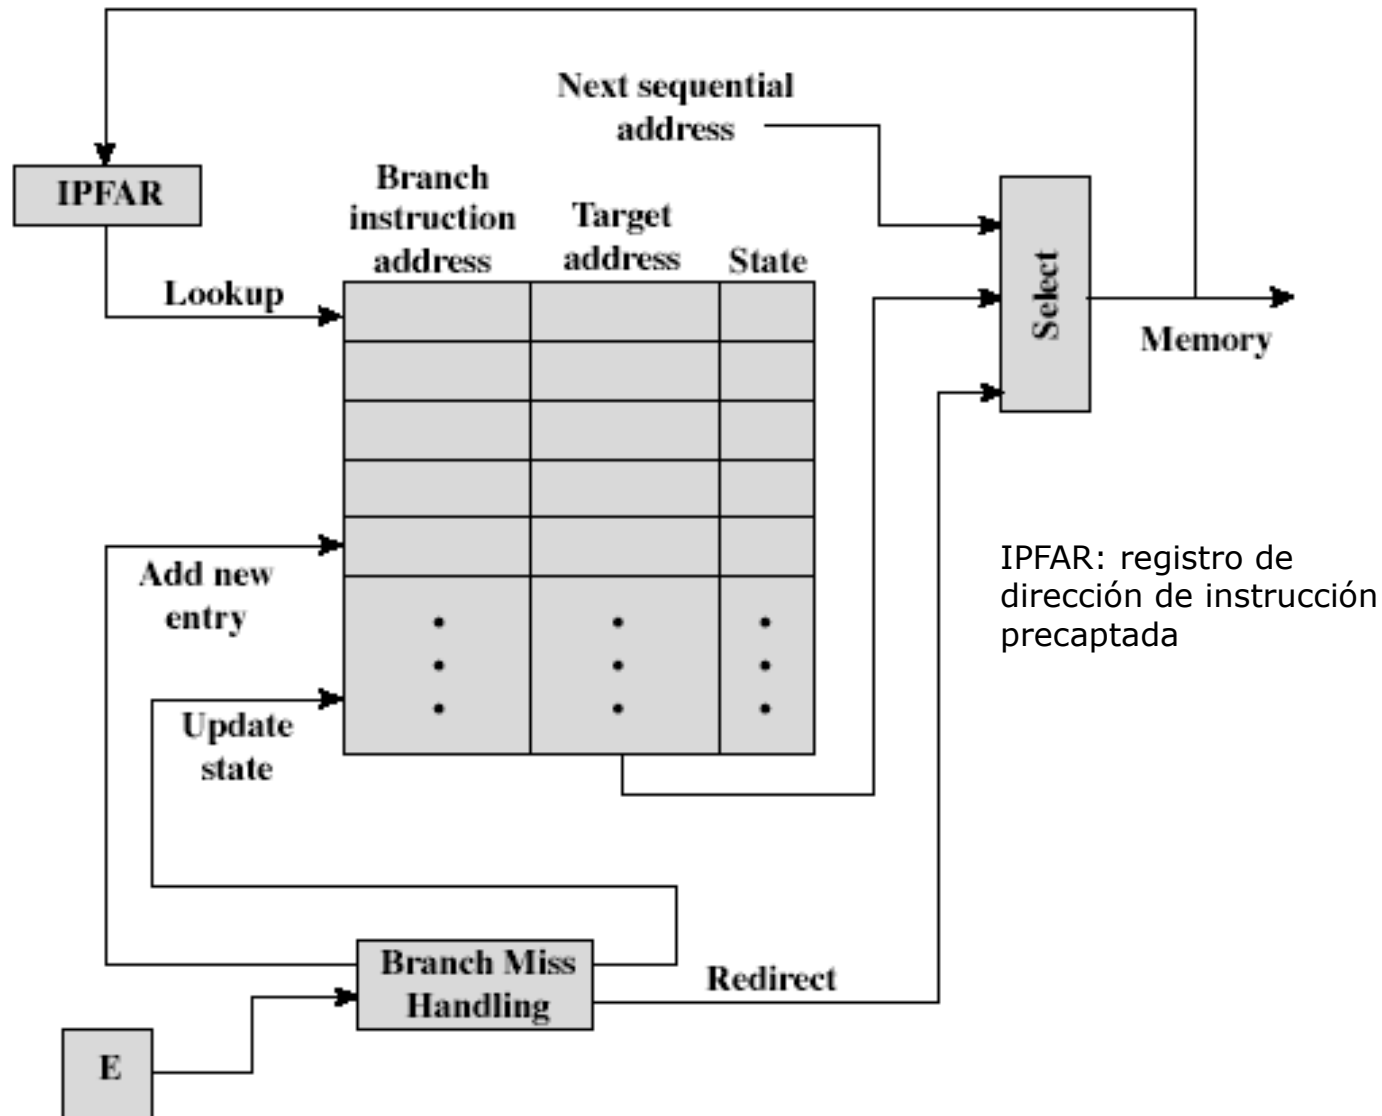 Next sequential
address
IPFAR
Branch
instruction
address
Target
address
State
Lookup
Select
Memory
IPFAR: registro de
dirección de instrucción
precaptada
Add new
entry
Update
state
Branch Miss
Handling
Redirect
E